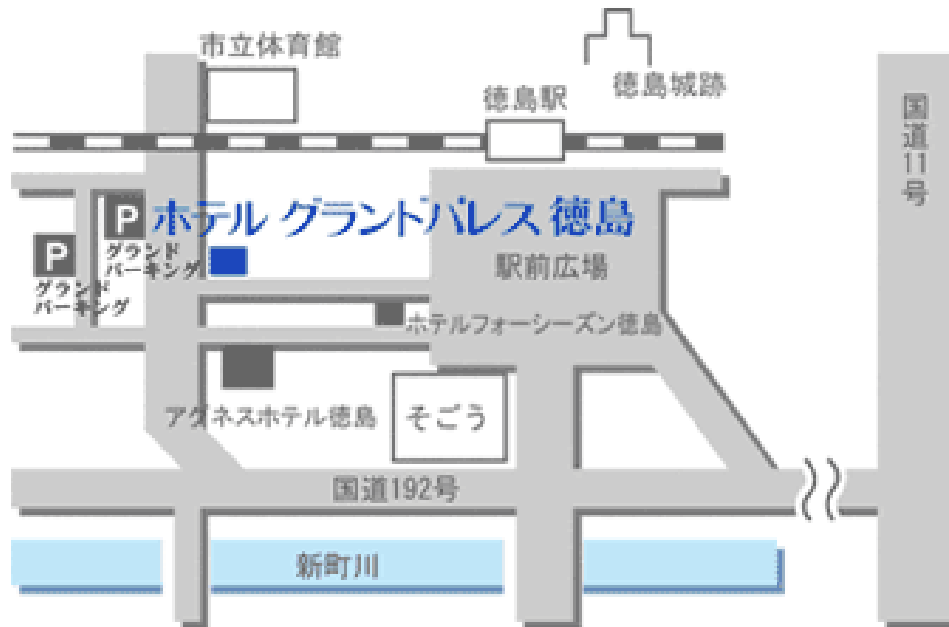 市立体育館
徳島城跡
徳島駅
国道11号
P
ホテル グランドパレス 徳島
グランド
パーキング
P
グランド
パーキング
駅前広場
ホテルフォーシーズン徳島
アグネスホテル徳島
そごう
国道192号
新町川